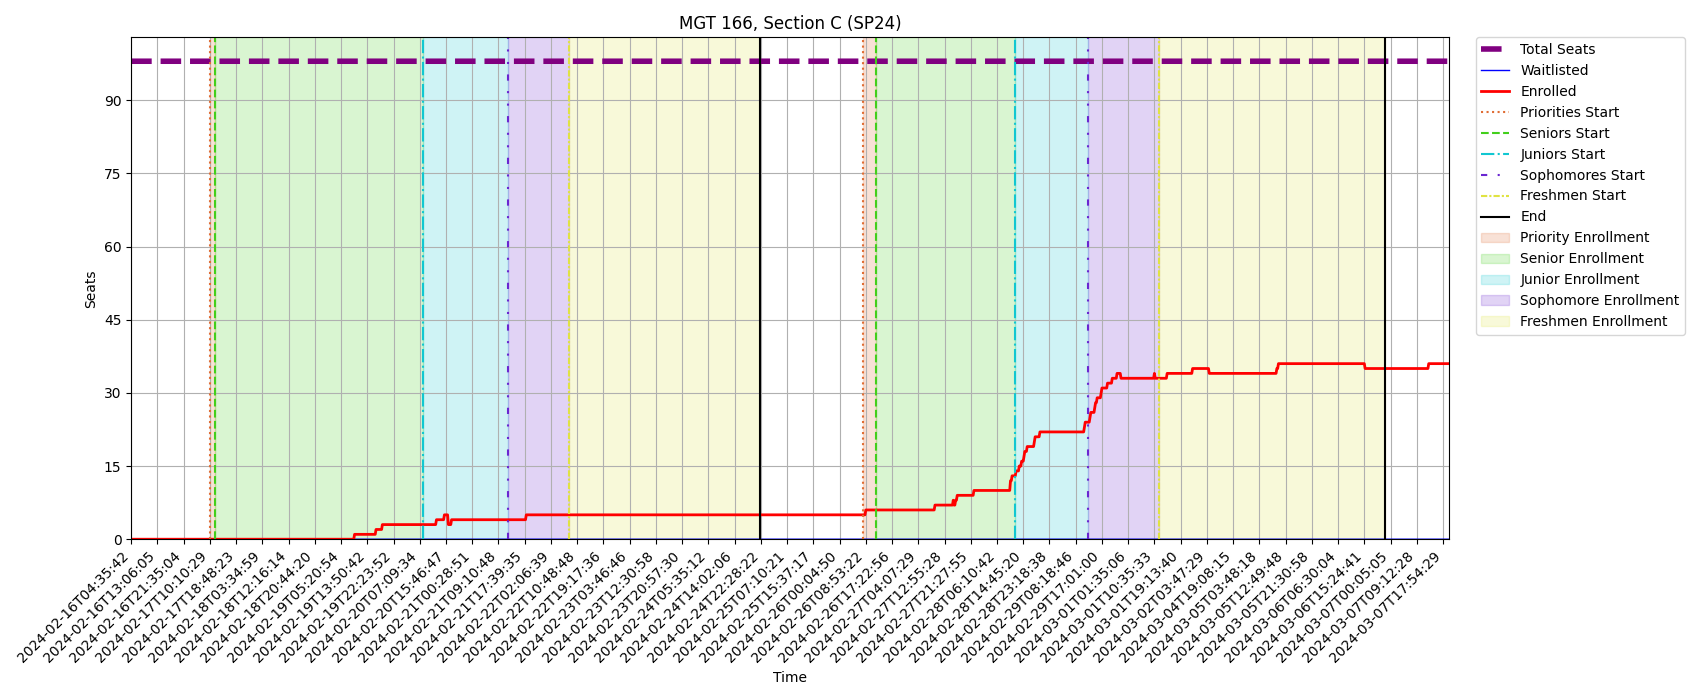 MGT 166, Section C (SP24)
Seats
90
75
60
45
30
15
0
2024-02-16T04:35:42
2024-02-16T13:06:05
2024-02-16T21:35:04
2024-02-17T10:10:29
2024-02-17T18:48:23
2024-02-18T03:34:59
2024-02-18T12:16:14
2024-02-18T20:44:20
2024-02-19T05:20:54
2024-02-19T13:50:42
2024-02-19T22:23:52
2024-02-20T07:09:34
2024-02-20T15:46:47
2024-02-21T00:28:51
2024-02-21T09:10:48
2024-02-21T17:39:35
2024-02-22T02:06:39
2024-02-22T10:48:48
2024-02-22T19:17:36
2024-02-23T03:46:46
2024-02-23T12:30:58
2024-02-23T20:57:30
2024-02-24T05:35:12
2024-02-24T14:02:06
2024-02-24T22:28:22
2024-02-25T07:10:21
2024-02-25T15:37:17
2024-02-26T00:04:50
2024-02-26T08:53:22
2024-02-26T17:22:56
2024-02-27T04:07:29
2024-02-27T12:55:28
2024-02-27T21:27:55
2024-02-28T06:10:42
2024-02-28T14:45:20
2024-02-28T23:18:38
2024-02-29T08:18:46
2024-02-29T17:01:00
2024-03-01T01:35:06
2024-03-01T10:35:33
2024-03-01T19:13:40
2024-03-02T03:47:29
2024-03-04T19:08:15
2024-03-05T03:48:18
2024-03-05T12:49:48
2024-03-05T21:30:58
2024-03-06T06:30:04
2024-03-06T15:24:41
2024-03-07T00:05:05
2024-03-07T09:12:28
2024-03-07T17:54:29
Time
Total Seats
Waitlisted
Enrolled
Priorities Start
Seniors Start
Juniors Start
Sophomores Start
Freshmen Start
End
Priority Enrollment
Senior Enrollment
Junior Enrollment
Sophomore Enrollment
Freshmen Enrollment